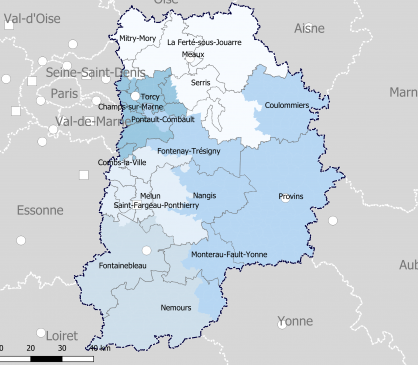 Oise
Val-d'Oise
Aisne
Mitry-Mory
La Ferté-sous-Jouarre
Meaux
Seine-Saint-Denis
Serris
Paris
Torcy
Marn
Champs-sur-Marne
Coulommiers
Val-de-Marne
Pontault-Combault
Fontenay-Trésigny
Combs-la-Ville
Melun
Nangis
Provins
Saint-Fargeau-Ponthierry
Essonne
Monterau-Fault-Yonne
Fontainebleau
Aub
Nemours
Yonne
Loiret
0 10 20 30 40 km